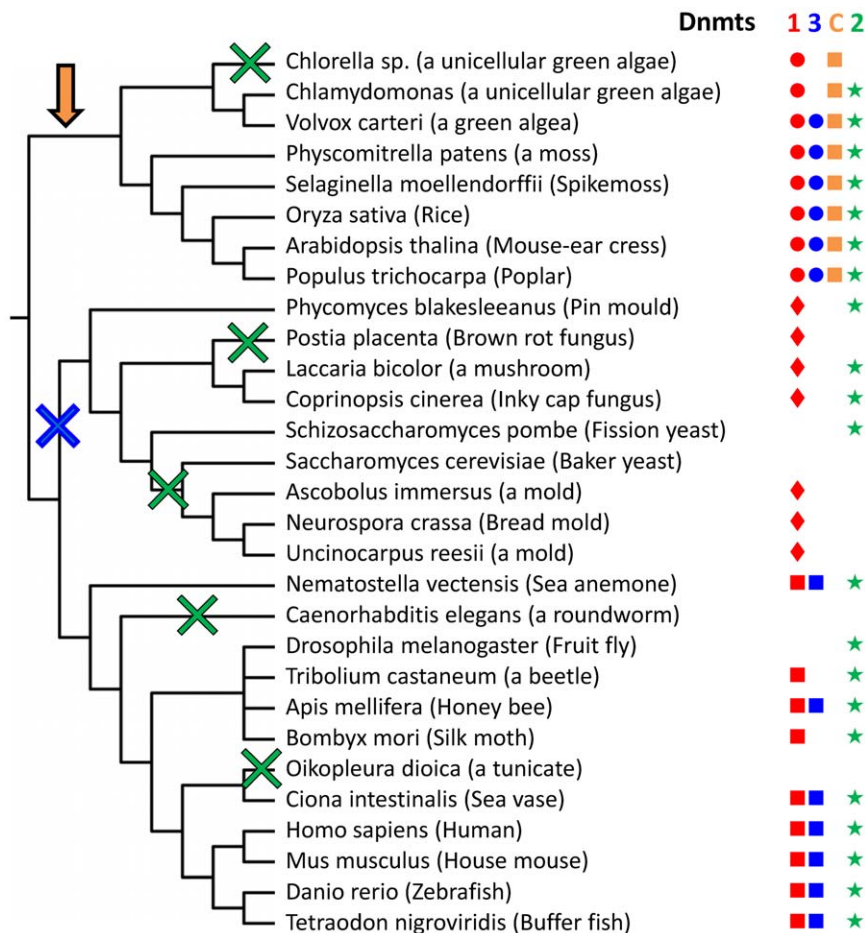 Dnmts 1 3 C 2
Chlorella sp. (a unicellular green algae)
Chlamydomonas (a unicellular green algae)
Volvox carteri (a green algea)
Physcomitrella patens (a moss)
Selaginella moellendorffii (Spikemoss)
Oryza sativa (Rice)
Arabidopsis thalina (Mouse-ear cress)
Populus trichocarpa (Poplar)
Phycomyces blakesleeanus (Pin mould)
Postia placenta (Brown rot fungus)
Laccaria bicolor (a mushroom)
Coprinopsis cinerea (Inky cap fungus)
Schizosaccharomyces pombe (Fission yeast)
Saccharomyces cerevisiae (Baker yeast)
Ascobolus immersus (a mold)
Neurospora crassa (Bread mold)
Uncinocarpus reesii (a mold)
Nematostella vectensis (Sea anemone)
Caenorhabditis elegans (a roundworm)
Drosophila melanogaster (Fruit fly)
Tribolium castaneum (a beetle)
Apis mellifera (Honey bee)
Bombyx mori (Silk moth)
Oikopleura dioica (a tunicate)
Ciona intestinalis (Sea vase)
Homo sapiens (Human)
Mus musculus (House mouse)
Danio rerio (Zebrafish)
Tetraodon nigroviridis (Buffer fish)